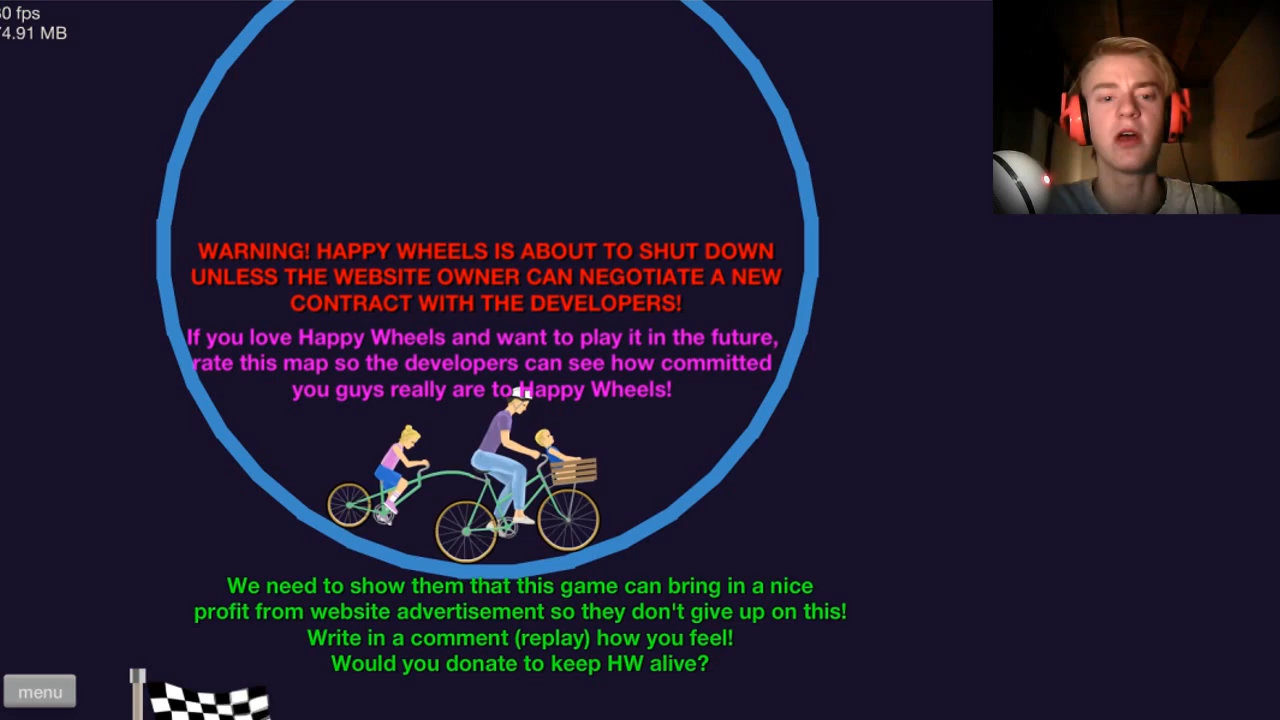 0 fps
4.91 MB
WARNING! HAPPY WHEELS IS ABOUT TO SHUT DOWN
UNLESS THE WEBSITE OWNER CAN NEGOTIATE A NEW
CONTRACT WITH THE DEVELOPERS!
If you love Happy Wheels and want to play it in the future,
rate this map so the developers can see how committed
you guys really are to Happy Wheels!
We need to show them that this game can bring in a nice
profit from website advertisement so they don't give up on this!
Write in a comment (replay) how you feel!
Would you donate to keep HW alive?
menu